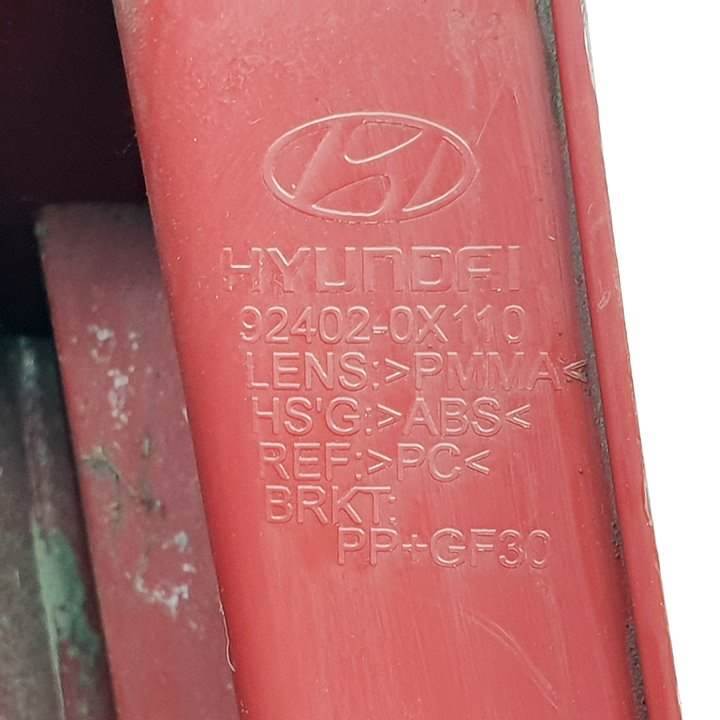 HYUNDAI
92402-0X110
LENS:>PMMA<
HS'G:>ABS<
REF:>PC<
BRKT:
PP+GF30